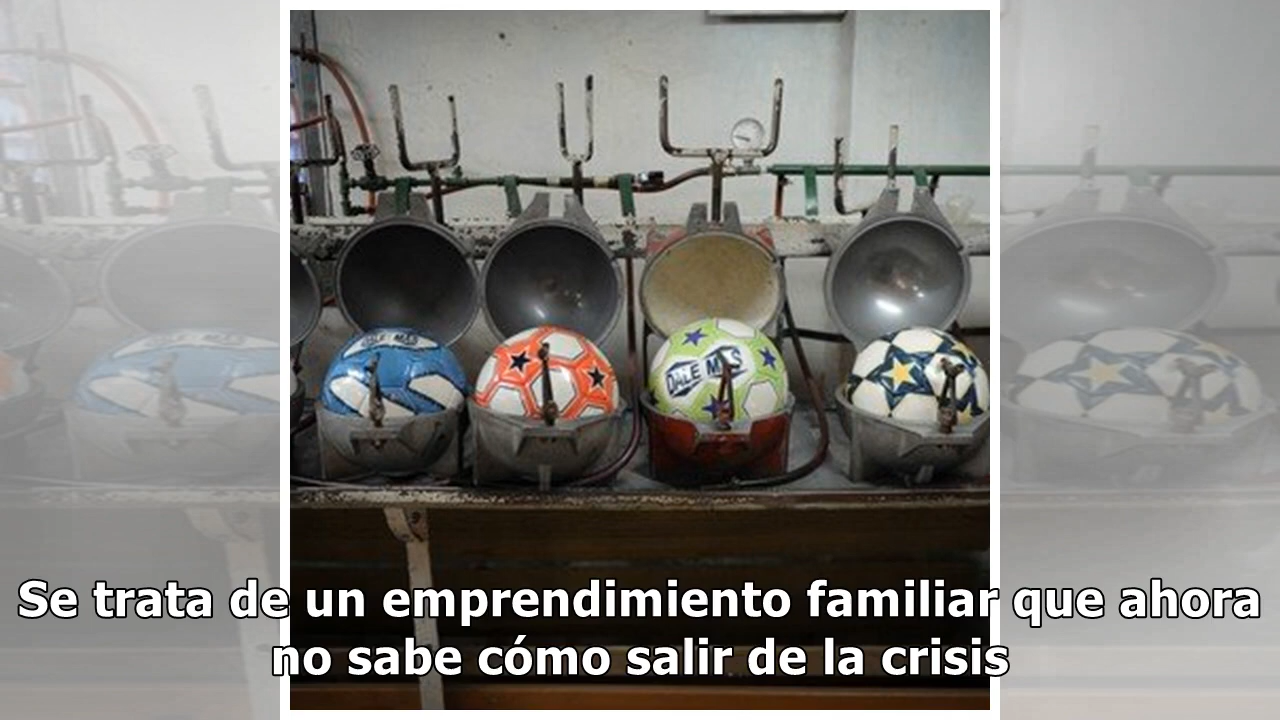 DALE MAS
DALE MAS
Se trata de un emprendimiento familiar que ahora
no sabe cómo salir de la crisis